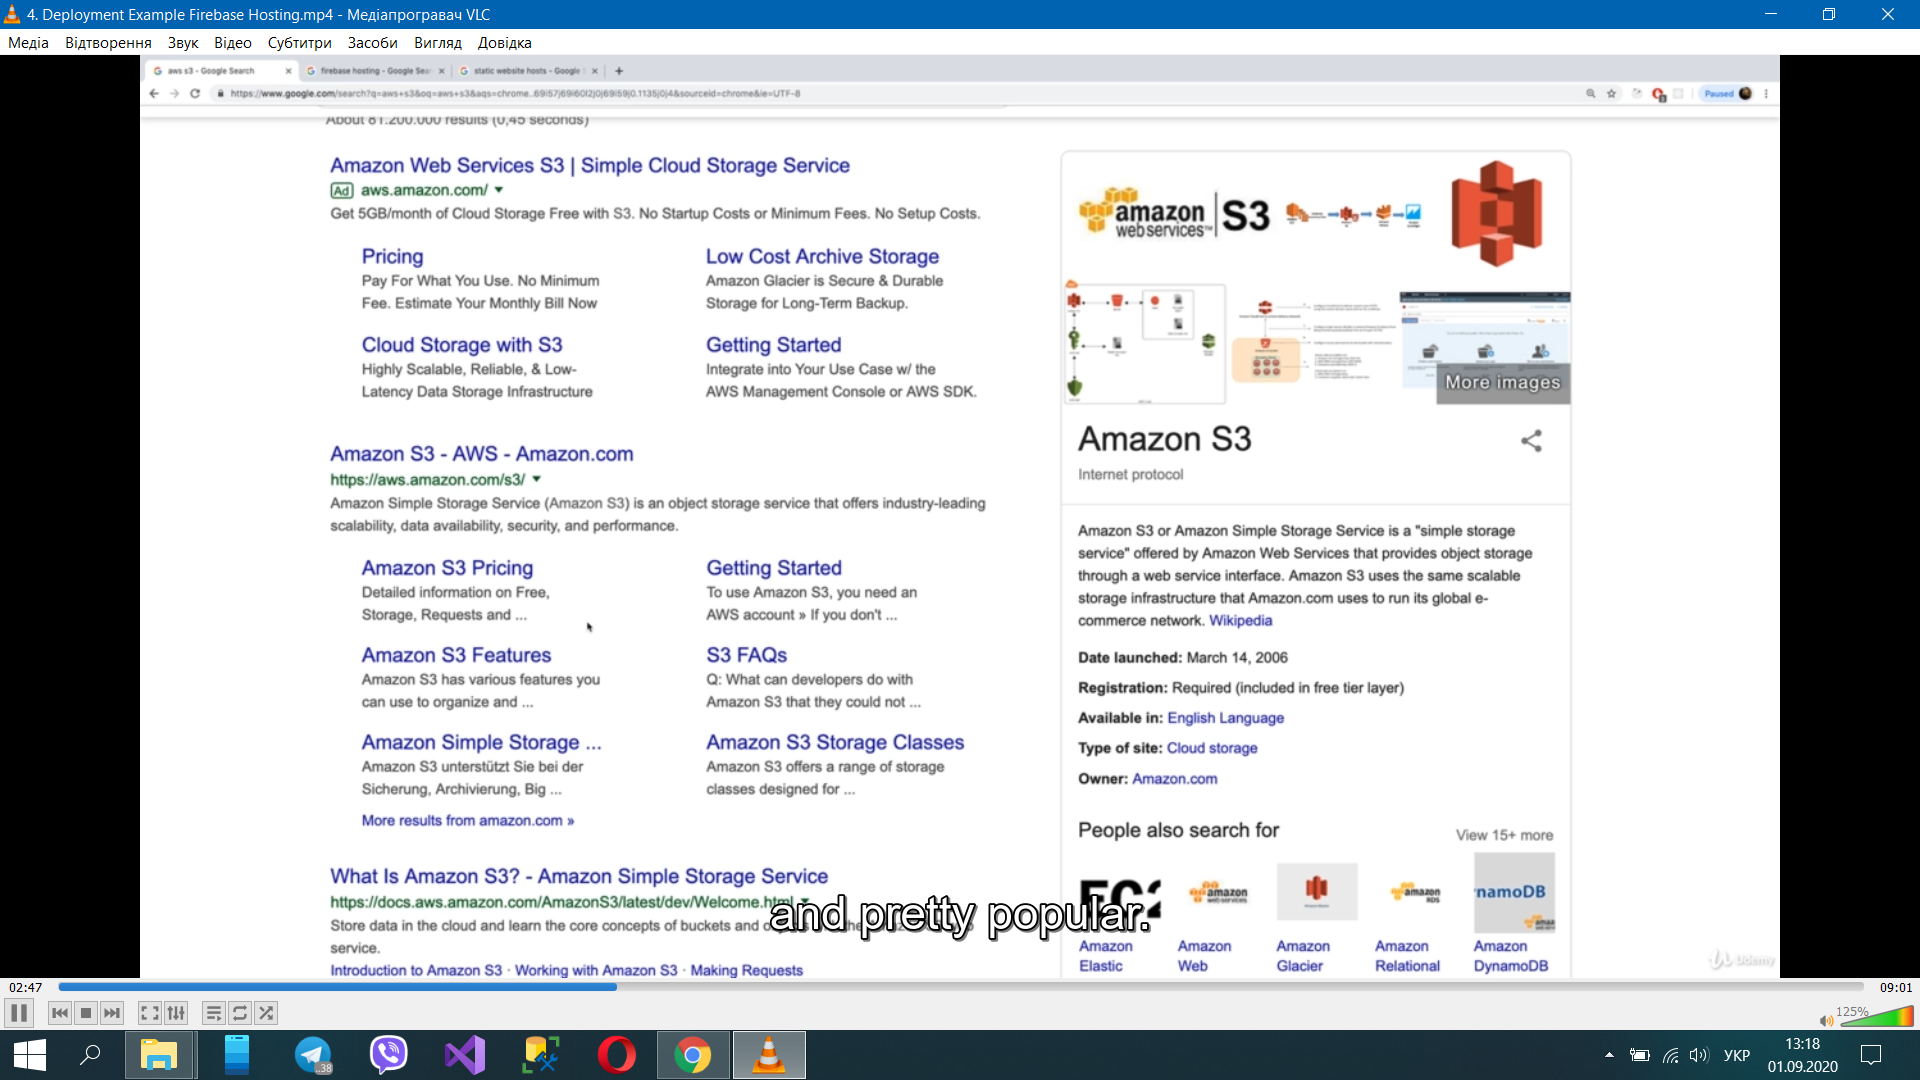 4. Deployment Example Firebase Hosting.mp4 - Медіапрогравач VLC
Медіа Відтворення Звук Відео Субтитри Засоби Вигляд Довідка
aws s3 - Google Search
firebase hosting - Google Sear
static website hosts - Google
https://www.google.com/search?q=aws+s3&oq=aws+s3&aqs=chrome..69i57j69i60l2j0j69i59j0.1135j0j4&sourceid=chrome&ie=UTF-8
Paused
About 81.200.000 results (0,45 seconds)
Amazon Web Services S3 | Simple Cloud Storage Service
Ad aws.amazon.com/
Get 5GB/month of Cloud Storage Free with S3. No Startup Costs or Minimum Fees. No Setup Costs.
Pricing
Pay For What You Use. No Minimum
Fee. Estimate Your Monthly Bill Now
Low Cost Archive Storage
Amazon Glacier is Secure & Durable
Storage for Long-Term Backup.
Cloud Storage with S3
Highly Scalable, Reliable, & Low-
Latency Data Storage Infrastructure
Getting Started
Integrate into Your Use Case w/ the
AWS Management Console or AWS SDK.
Amazon S3 - AWS - Amazon.com
https://aws.amazon.com/s3/
Amazon Simple Storage Service (Amazon S3) is an object storage service that offers industry-leading
scalability, data availability, security, and performance.
Amazon S3 Pricing
Detailed information on Free,
Storage, Requests and ...
Getting Started
To use Amazon S3, you need an
AWS account » If you don't ...
Amazon S3 Features
Amazon S3 has various features you
can use to organize and ...
S3 FAQs
Q: What can developers do with
Amazon S3 that they could not ...
Amazon Simple Storage ...
Amazon S3 unterstützt Sie bei der
Sicherung, Archivierung, Big ...
Amazon S3 Storage Classes
Amazon S3 offers a range of storage
classes designed for ...
More results from amazon.com »
What Is Amazon S3? - Amazon Simple Storage Service
https://docs.aws.amazon.com/AmazonS3/latest/dev/Welcome.html
Store data in the cloud and learn the core concepts of buckets and
service.
Introduction to Amazon S3 · Working with Amazon S3 · Making Requests
amazon
web services™
S3
More images
Amazon S3
Internet protocol
Amazon S3 or Amazon Simple Storage Service is a "simple storage
service" offered by Amazon Web Services that provides object storage
through a web service interface. Amazon S3 uses the same scalable
storage infrastructure that Amazon.com uses to run its global e-
commerce network. Wikipedia
Date launched: March 14, 2006
Registration: Required (included in free tier layer)
Available in: English Language
Type of site: Cloud storage
Owner: Amazon.com
People also search for
View 15+ more
EC2
amazon
web services
amazon
RDS
namoDB
Amazon
Elastic
Amazon
Web
Amazon
Glacier
Amazon
Relational
Amazon
DynamoDB
and pretty popular.
Udemy
02:47
09:01
125%
..38
УКР
13:18
01.09.2020